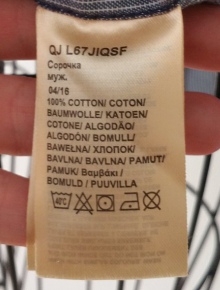 QJ L67JIQSF
Сорочка
муж.
04/16
100% COTTON/ COTON/
BAUMWOLLE/ KATOEN/
COTONE/ ALGODÃO/
ALGODÓN/ BOMULL/
BAWEŁNA/ ХЛОПОК/
BAVLNA/ BAVLNA/ PAMUT/
PAMUK/ Βαμβάκι /
BOMULD / PUUVILLA
40°C